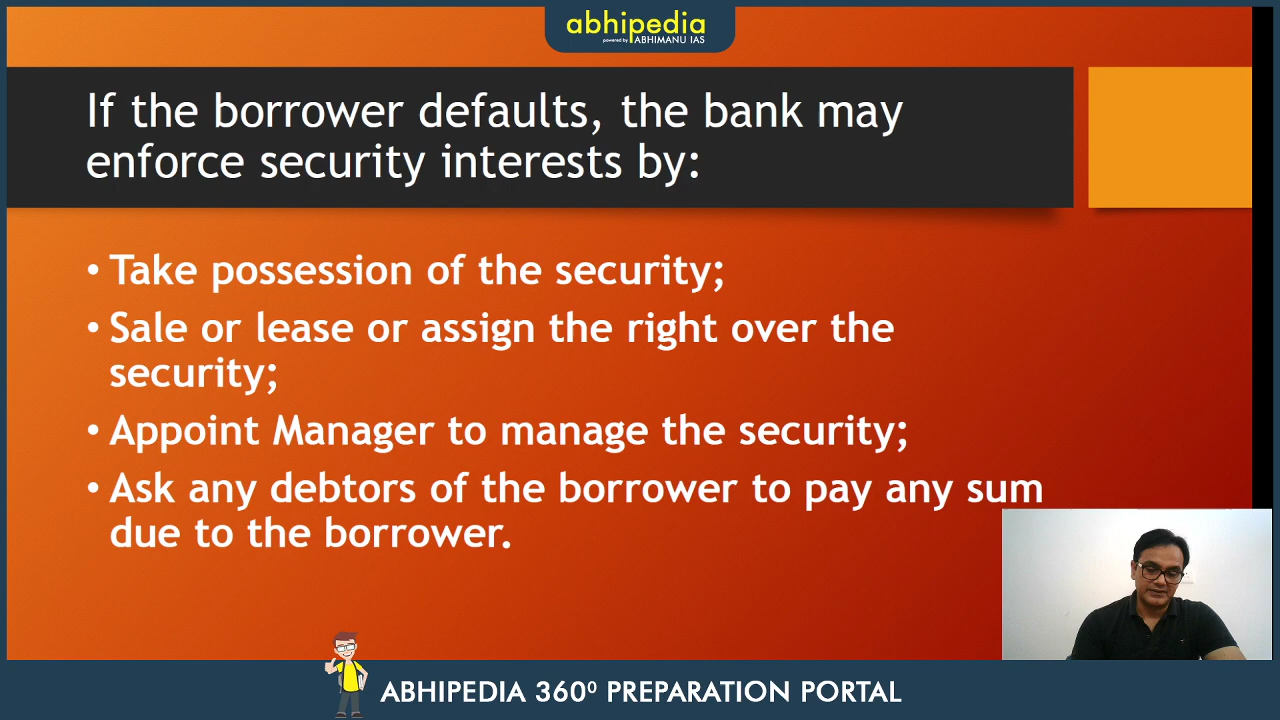 abhipedia
powered by ABHIMANU IAS
If the borrower defaults, the bank may
enforce security interests by:
• Take possession of the security;
• Sale or lease or assign the right over the
security;
• Appoint Manager to manage the security;
• Ask any debtors of the borrower to pay any sum
due to the borrower.
ABHIPEDIA 360⁰ PREPARATION PORTAL